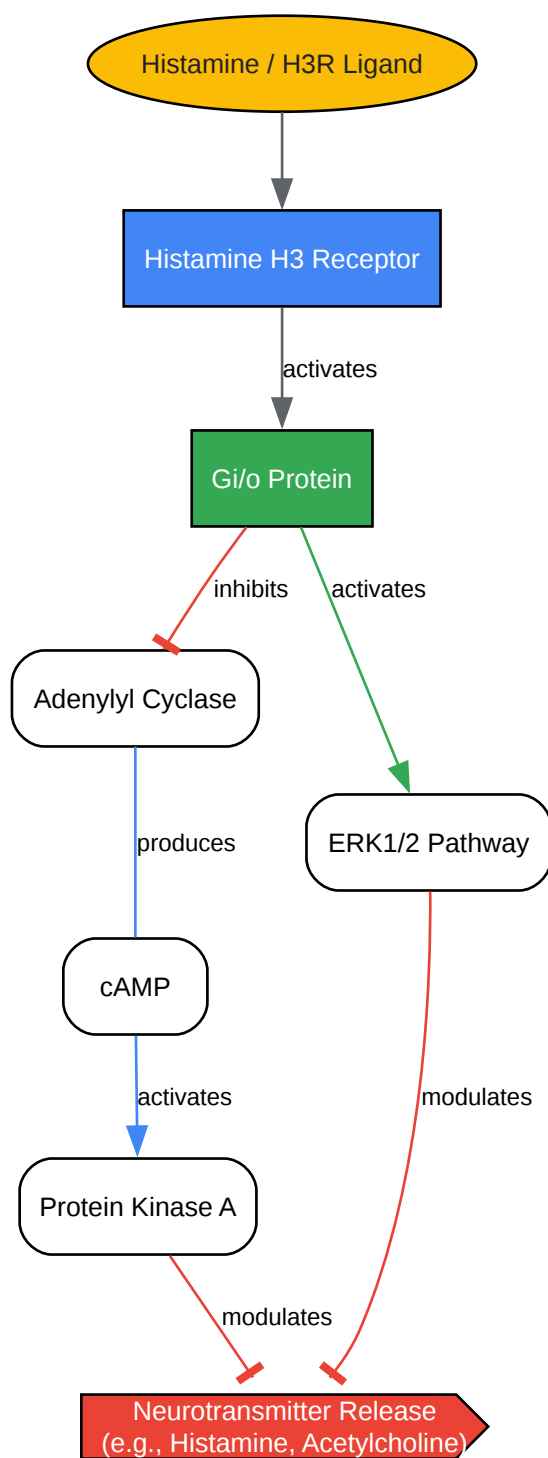 Histamine / H3R Ligand
Histamine H3 Receptor
activates
Gi/o Protein
inhibits
activates
Adenylyl Cyclase
produces
ERK1/2 Pathway
cAMP
activates
modulates
Protein Kinase A
modulates
Neurotransmitter Release
(e.g., Histamine, Acetylcholine)